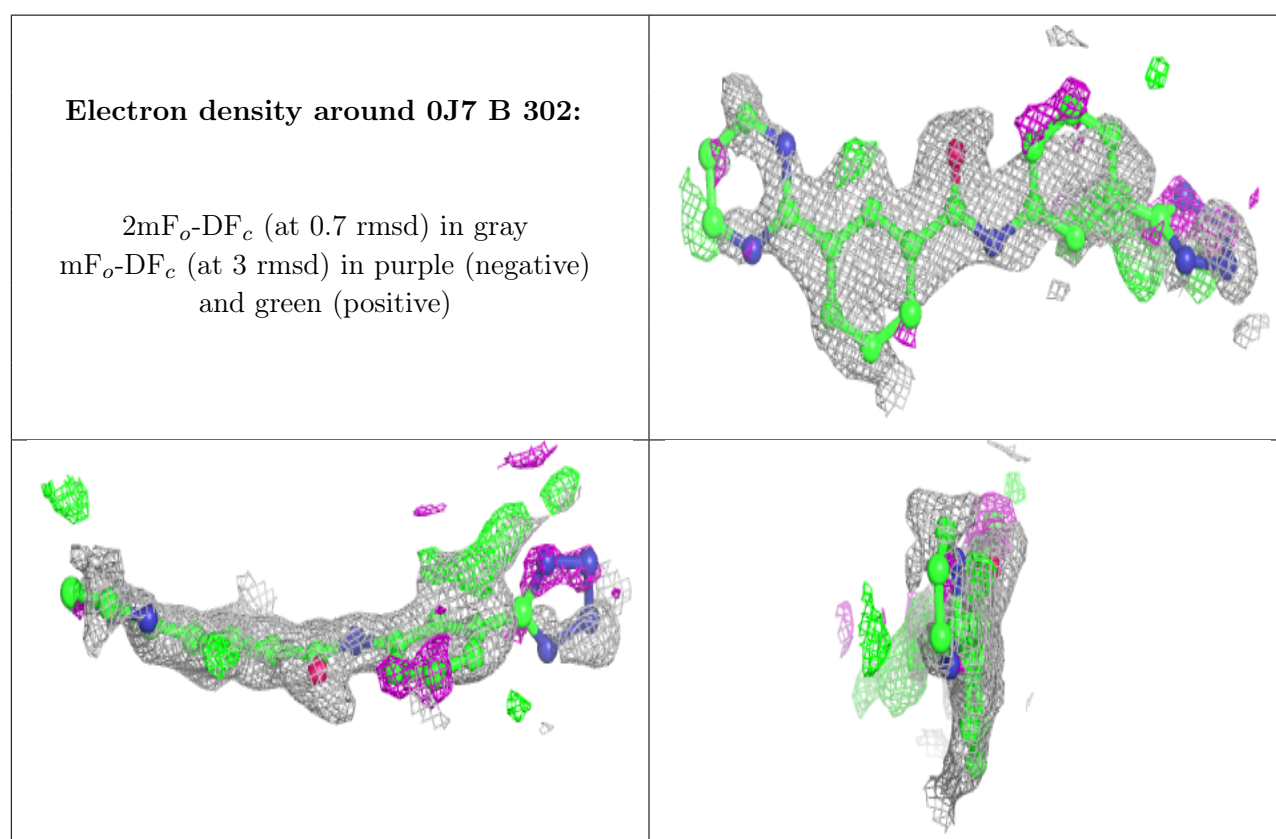 Electron density around 0J7 B 302:
2mFo-DFc (at 0.7 rmsd) in gray
mFo-DFc (at 3 rmsd) in purple (negative)
and green (positive)